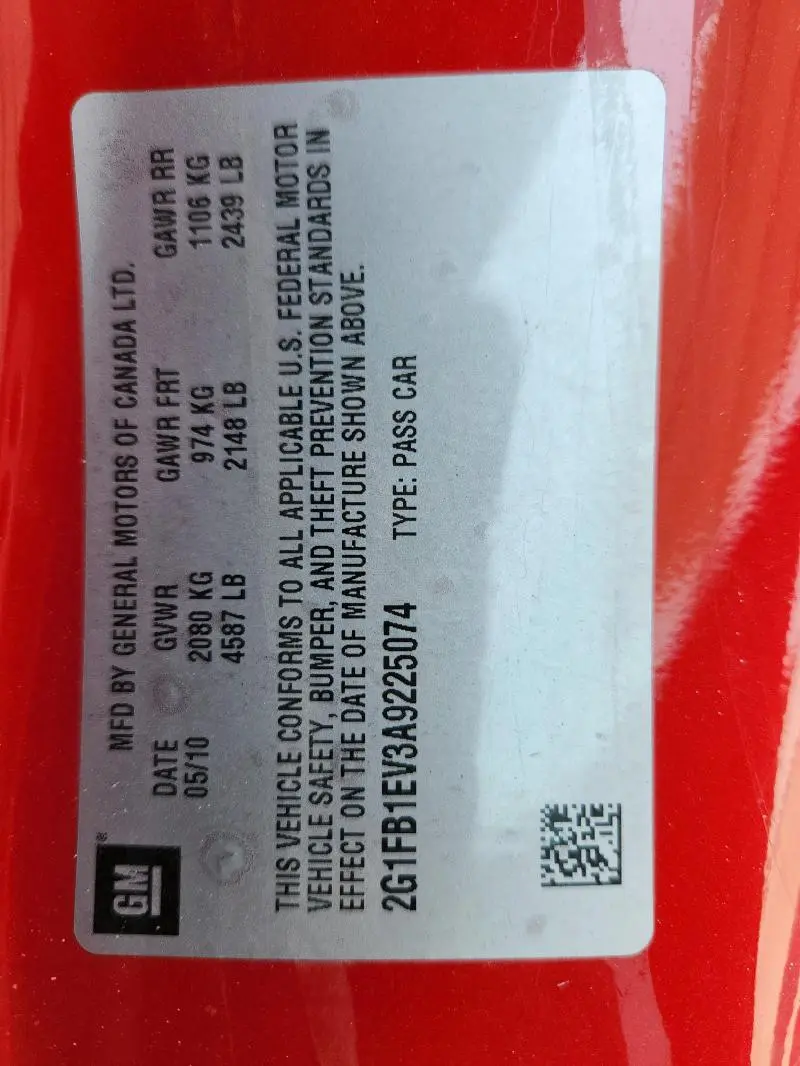 GM
MFD BY GENERAL MOTORS OF CANADA LTD.
DATE GVWR GAWR FRT GAWR RR
05/10 2080 KG 974 KG 1106 KG
4587 LB 2148 LB 2439 LB
THIS VEHICLE CONFORMS TO ALL APPLICABLE U.S. FEDERAL MOTOR
VEHICLE SAFETY, BUMPER, AND THEFT PREVENTION STANDARDS IN
EFFECT ON THE DATE OF MANUFACTURE SHOWN ABOVE.
2G1FB1EV3A9225074 TYPE: PASS CAR